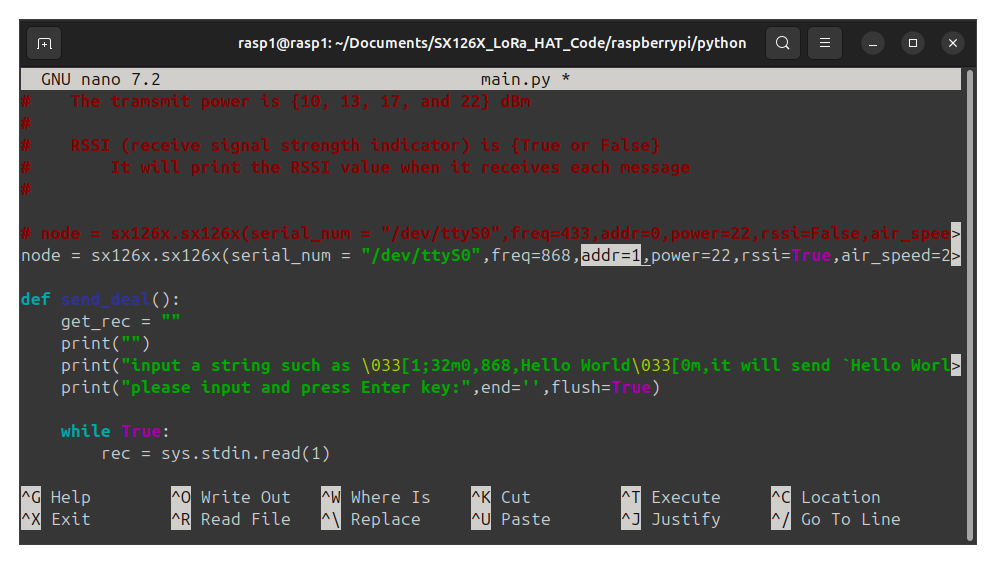 rasp1@rasp1: ~/Documents/SX126X_LoRa_HAT_Code/raspberrypi/python
GNU nano 7.2 main.py *
#    The tramsmit power is {10, 13, 17, and 22} dBm
#
#    RSSI (receive signal strength indicator) is {True or False}
#        It will print the RSSI value when it receives each message
#
# node = sx126x.sx126x(serial_num = "/dev/ttyS0",freq=433,addr=0,power=22,rssi=False,air_spee>
node = sx126x.sx126x(serial_num = "/dev/ttyS0",freq=868,addr=1,power=22,rssi=True,air_speed=2>
def send_deal():
    get_rec = ""
    print("")
    print("input a string such as \033[1;32m0,868,Hello World\033[0m,it will send `Hello Worl>
    print("please input and press Enter key:",end='',flush=True)
    while True:
        rec = sys.stdin.read(1)
^G Help ^O Write Out ^W Where Is ^K Cut ^T Execute ^C Location
^X Exit ^R Read File ^\ Replace ^U Paste ^J Justify ^/ Go To Line